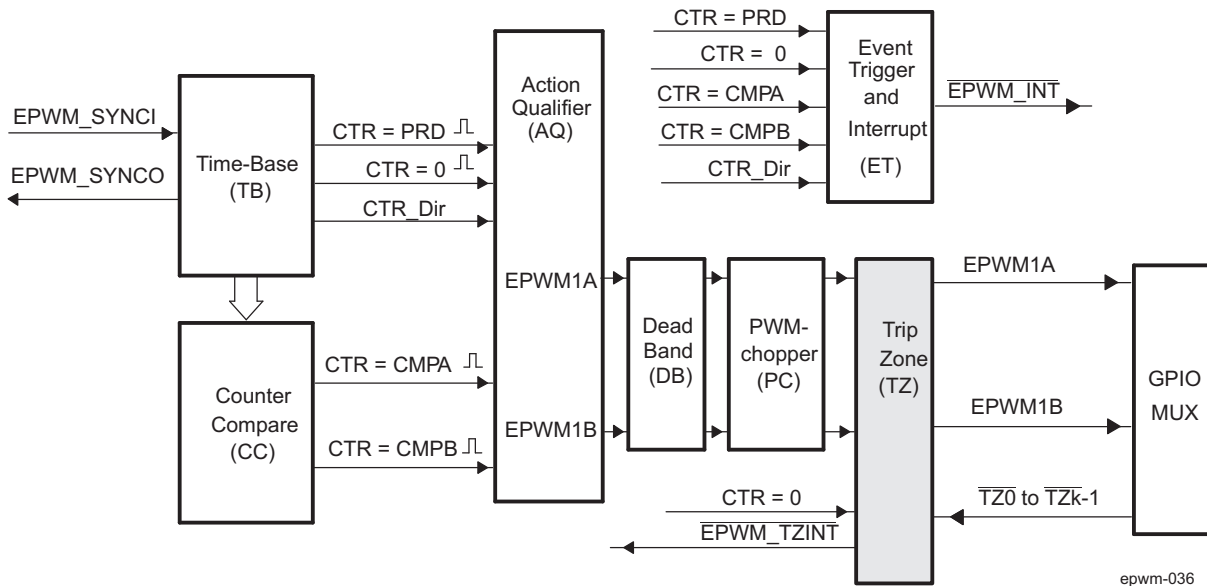 EPWM_SYNCI
EPWM_SYNCO
Time-Base
(TB)
CTR = PRD
CTR = 0
CTR_Dir
Counter
Compare
(CC)
CTR = CMPA
CTR = CMPB
Action
Qualifier
(AQ)
EPWM1A
EPWM1B
CTR = PRD
CTR = 0
CTR = CMPA
CTR = CMPB
CTR_Dir
Event
Trigger
and
Interrupt
(ET)
EPWM_INT
Dead
Band
(DB)
PWM-
chopper
(PC)
Trip
Zone
(TZ)
CTR = 0
EPWM_TZINT
EPWM1A
EPWM1B
TZ0 to TZk-1
GPIO
MUX
epwm-036